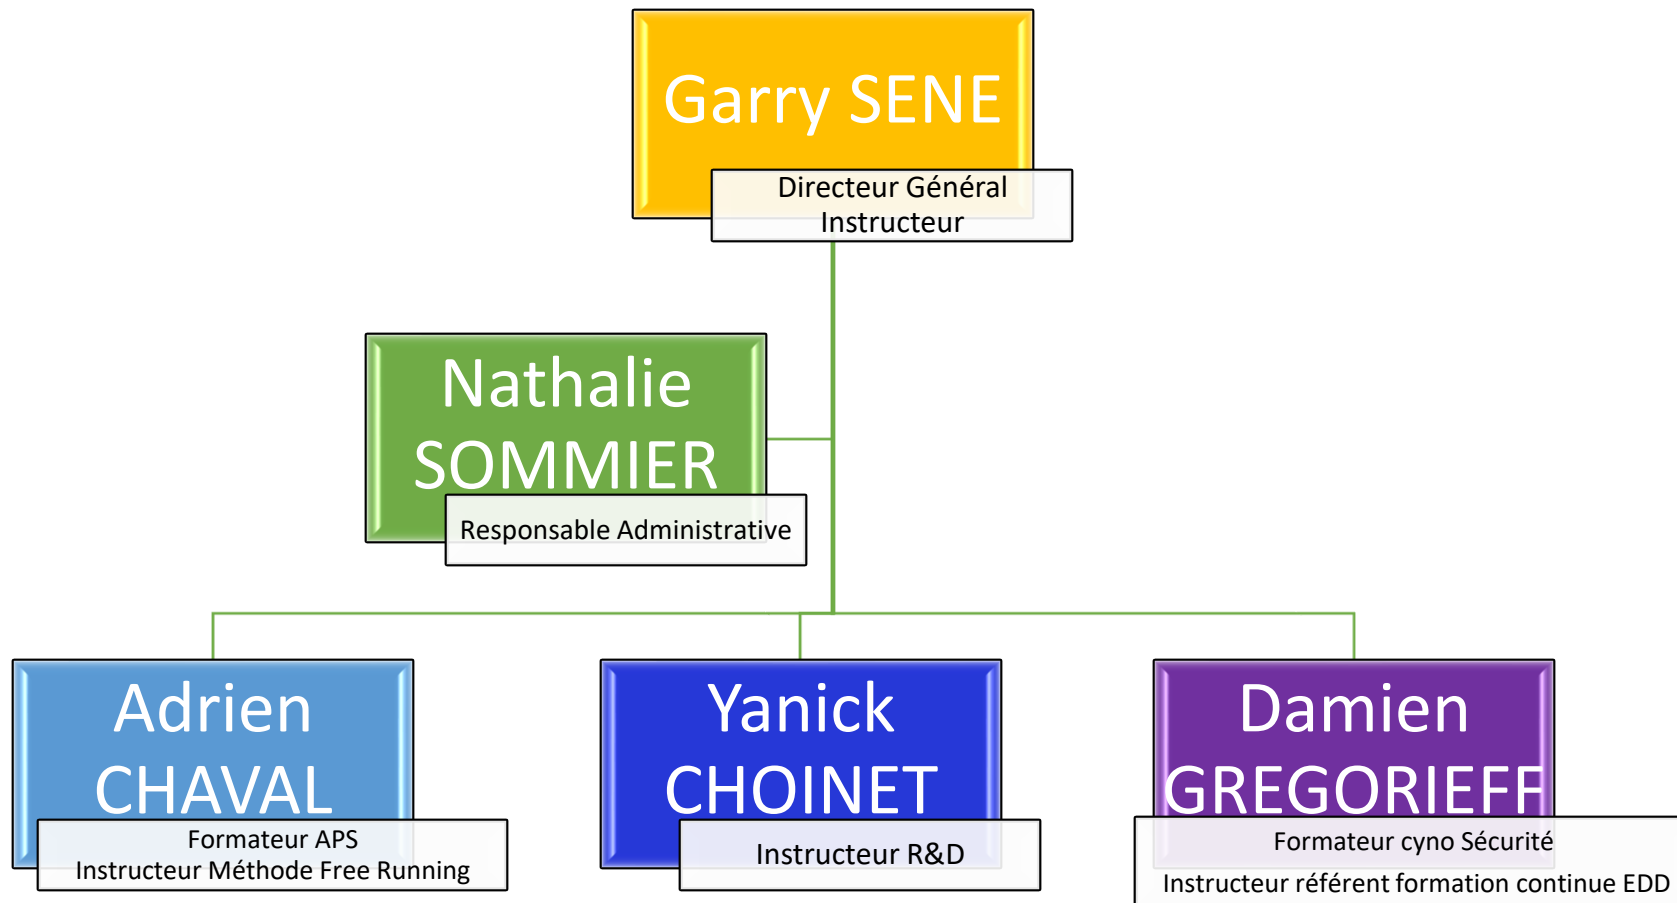 Garry SENE
Directeur Général
Instructeur
Nathalie
SOMMIER
Responsable Administrative
Adrien
CHAVAL
Formateur APS
Instructeur Méthode Free Running
Yanick
CHOINET
Instructeur R&D
Damien
GREGORIEFF
Formateur cyno Sécurité
Instructeur référent formation continue EDD